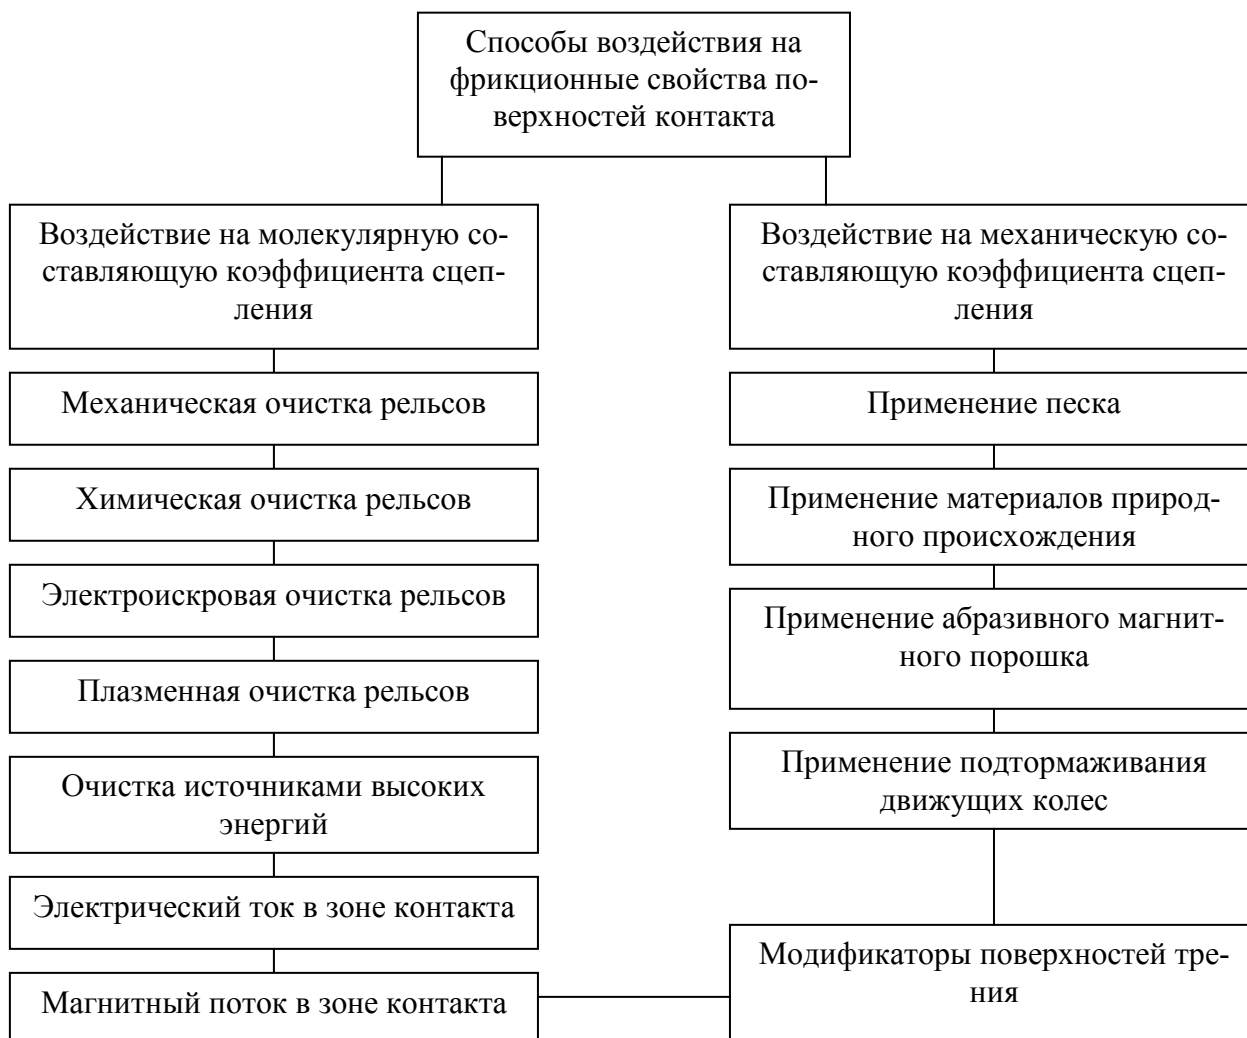 Способы воздействия на
фрикционные свойства по-
верхностей контакта
Воздействие на молекулярную со-
ставляющую коэффициента сцеп-
ления
Механическая очистка рельсов
Химическая очистка рельсов
Электроискровая очистка рельсов
Плазменная очистка рельсов
Очистка источниками высоких
энергий
Электрический ток в зоне контакта
Магнитный поток в зоне контакта
Воздействие на механическую со-
ставляющую коэффициента сцеп-
ления
Применение песка
Применение материалов природ-
ного происхождения
Применение абразивного магнит-
ного порошка
Применение подтормаживания
движущих колес
Модификаторы поверхностей тре-
ния